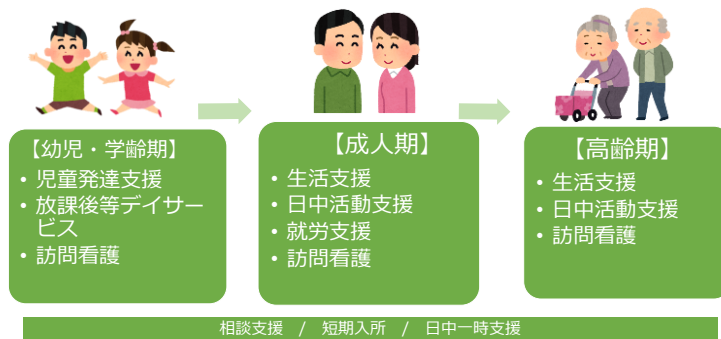 【幼児・学齢期】
• 児童発達支援
• 放課後等デイサー
ビス
• 訪問看護
【成人期】
• 生活支援
• 日中活動支援
• 就労支援
• 訪問看護
【高齢期】
• 生活支援
• 日中活動支援
• 訪問看護
相談支援 / 短期入所 / 日中一時支援